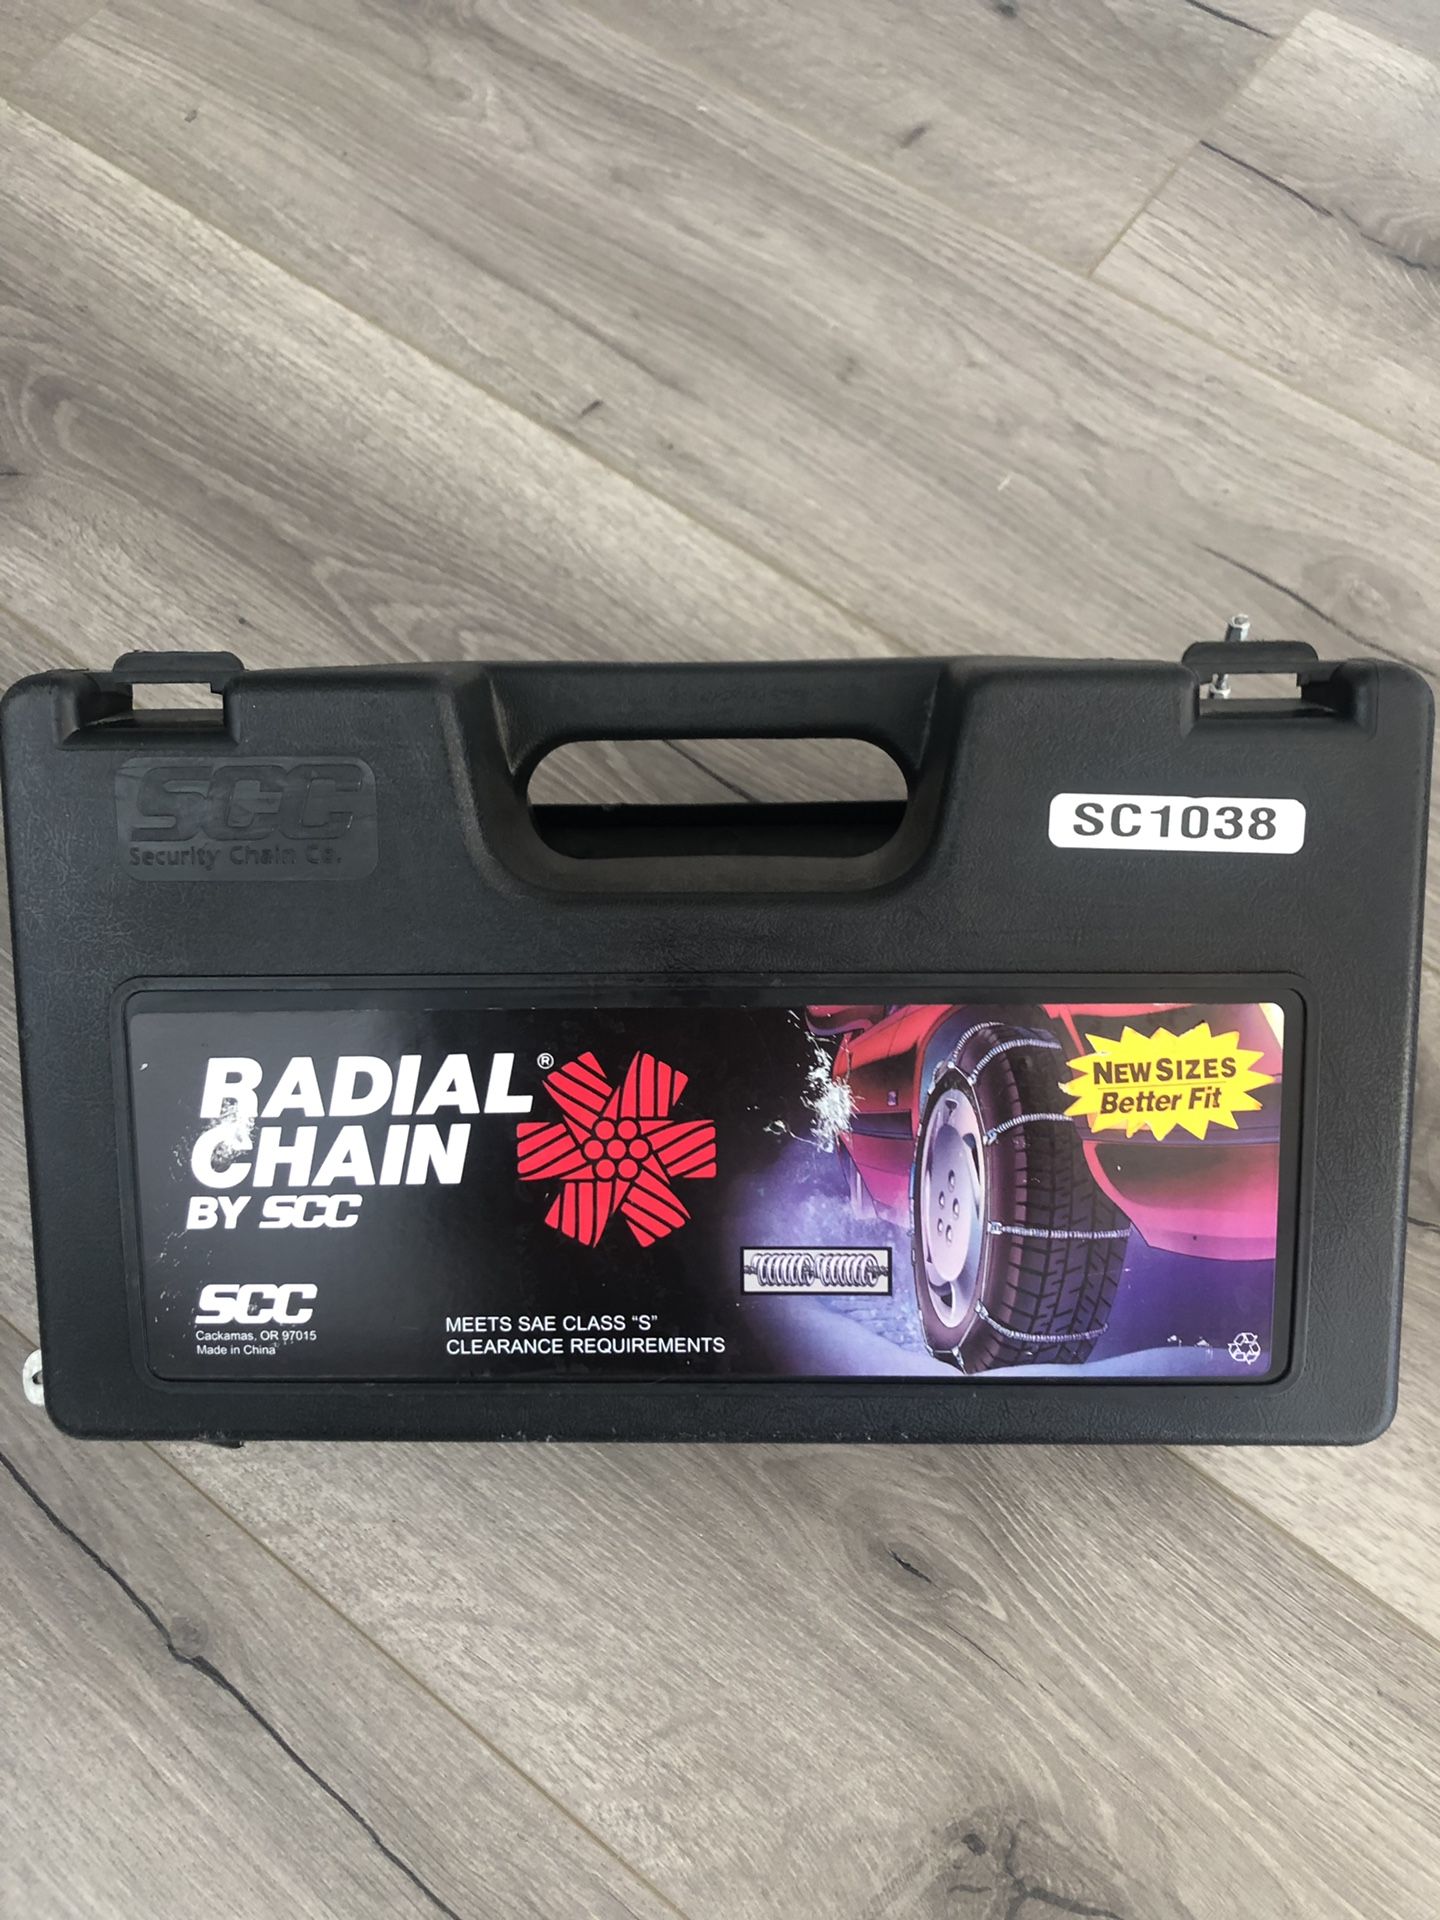 SCC
Security Chain Co.
SC1038
RADIAL®
CHAIN
BY SCC
NEW SIZES
Better Fit
SCC
Cackamas, OR 97015
Made in China
MEETS SAE CLASS “S”
CLEARANCE REQUIREMENTS